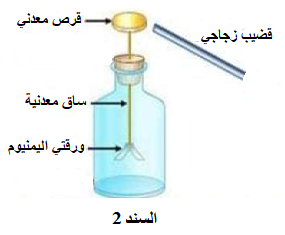 قرص معدني
قضيب زجاجي
ساق معدنية
ورقتي اليمنيوم
السند 2